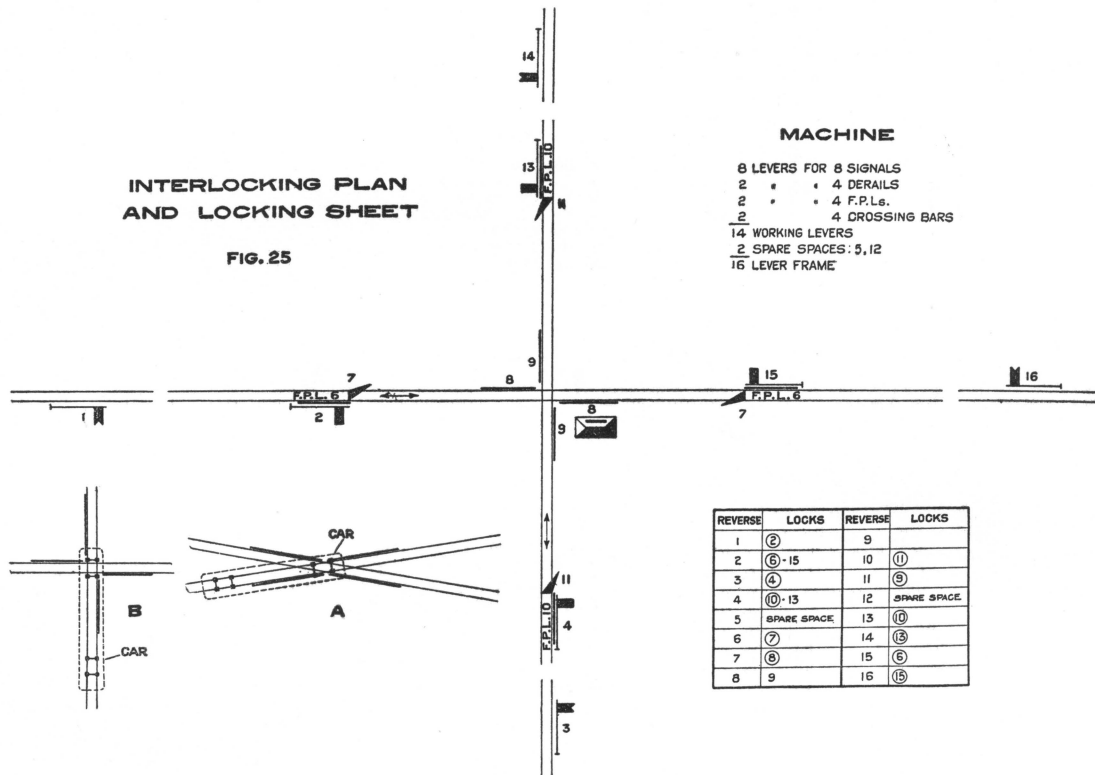 INTERLOCKING PLAN
AND LOCKING SHEET
FIG. 25
MACHINE
8 LEVERS FOR 8 SIGNALS
2 " " 4 DERAILS
2 " " 4 F.P.Ls.
2 4 CROSSING BARS
14 WORKING LEVERS
2 SPARE SPACES: 5,12
16 LEVER FRAME
14
13
F.P.L.10
9
8
7
F.P.L. 6
1
2
15
16
F.P.L. 6
7
8
9
11
F.P.L.10
4
3
CAR
A
B
CAR
REVERSE LOCKS REVERSE LOCKS
1 ② 9
2 ⑥-15 10 ⑪
3 ④ 11 ⑨
4 ⑩-13 12 SPARE SPACE
5 SPARE SPACE 13 ⑩
6 ⑦ 14 ⑬
7 ⑧ 15 ⑥
8 9 16 ⑮